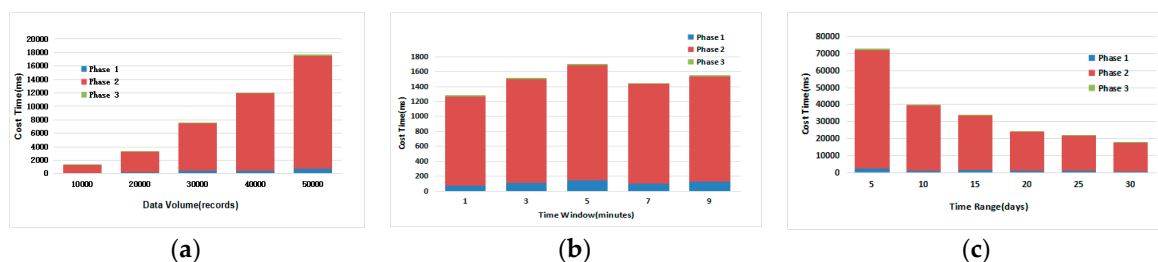 20000
18000
16000
14000
12000
10000
8000
6000
4000
2000
0
Cost Time(ms)
Phase 1
Phase 2
Phase 3
10000 20000 30000 40000 50000
Data Volume(records)
(a)
1800
1600
1400
1200
1000
800
600
400
200
0
Cost Time(ms)
Phase 1
Phase 2
Phase 3
1 3 5 7 9
Time Window(minutes)
(b)
80000
70000
60000
50000
40000
30000
20000
10000
0
Cost Time(ms)
Phase 1
Phase 2
Phase 3
5 10 15 20 25 30
Time Range(days)
(c)